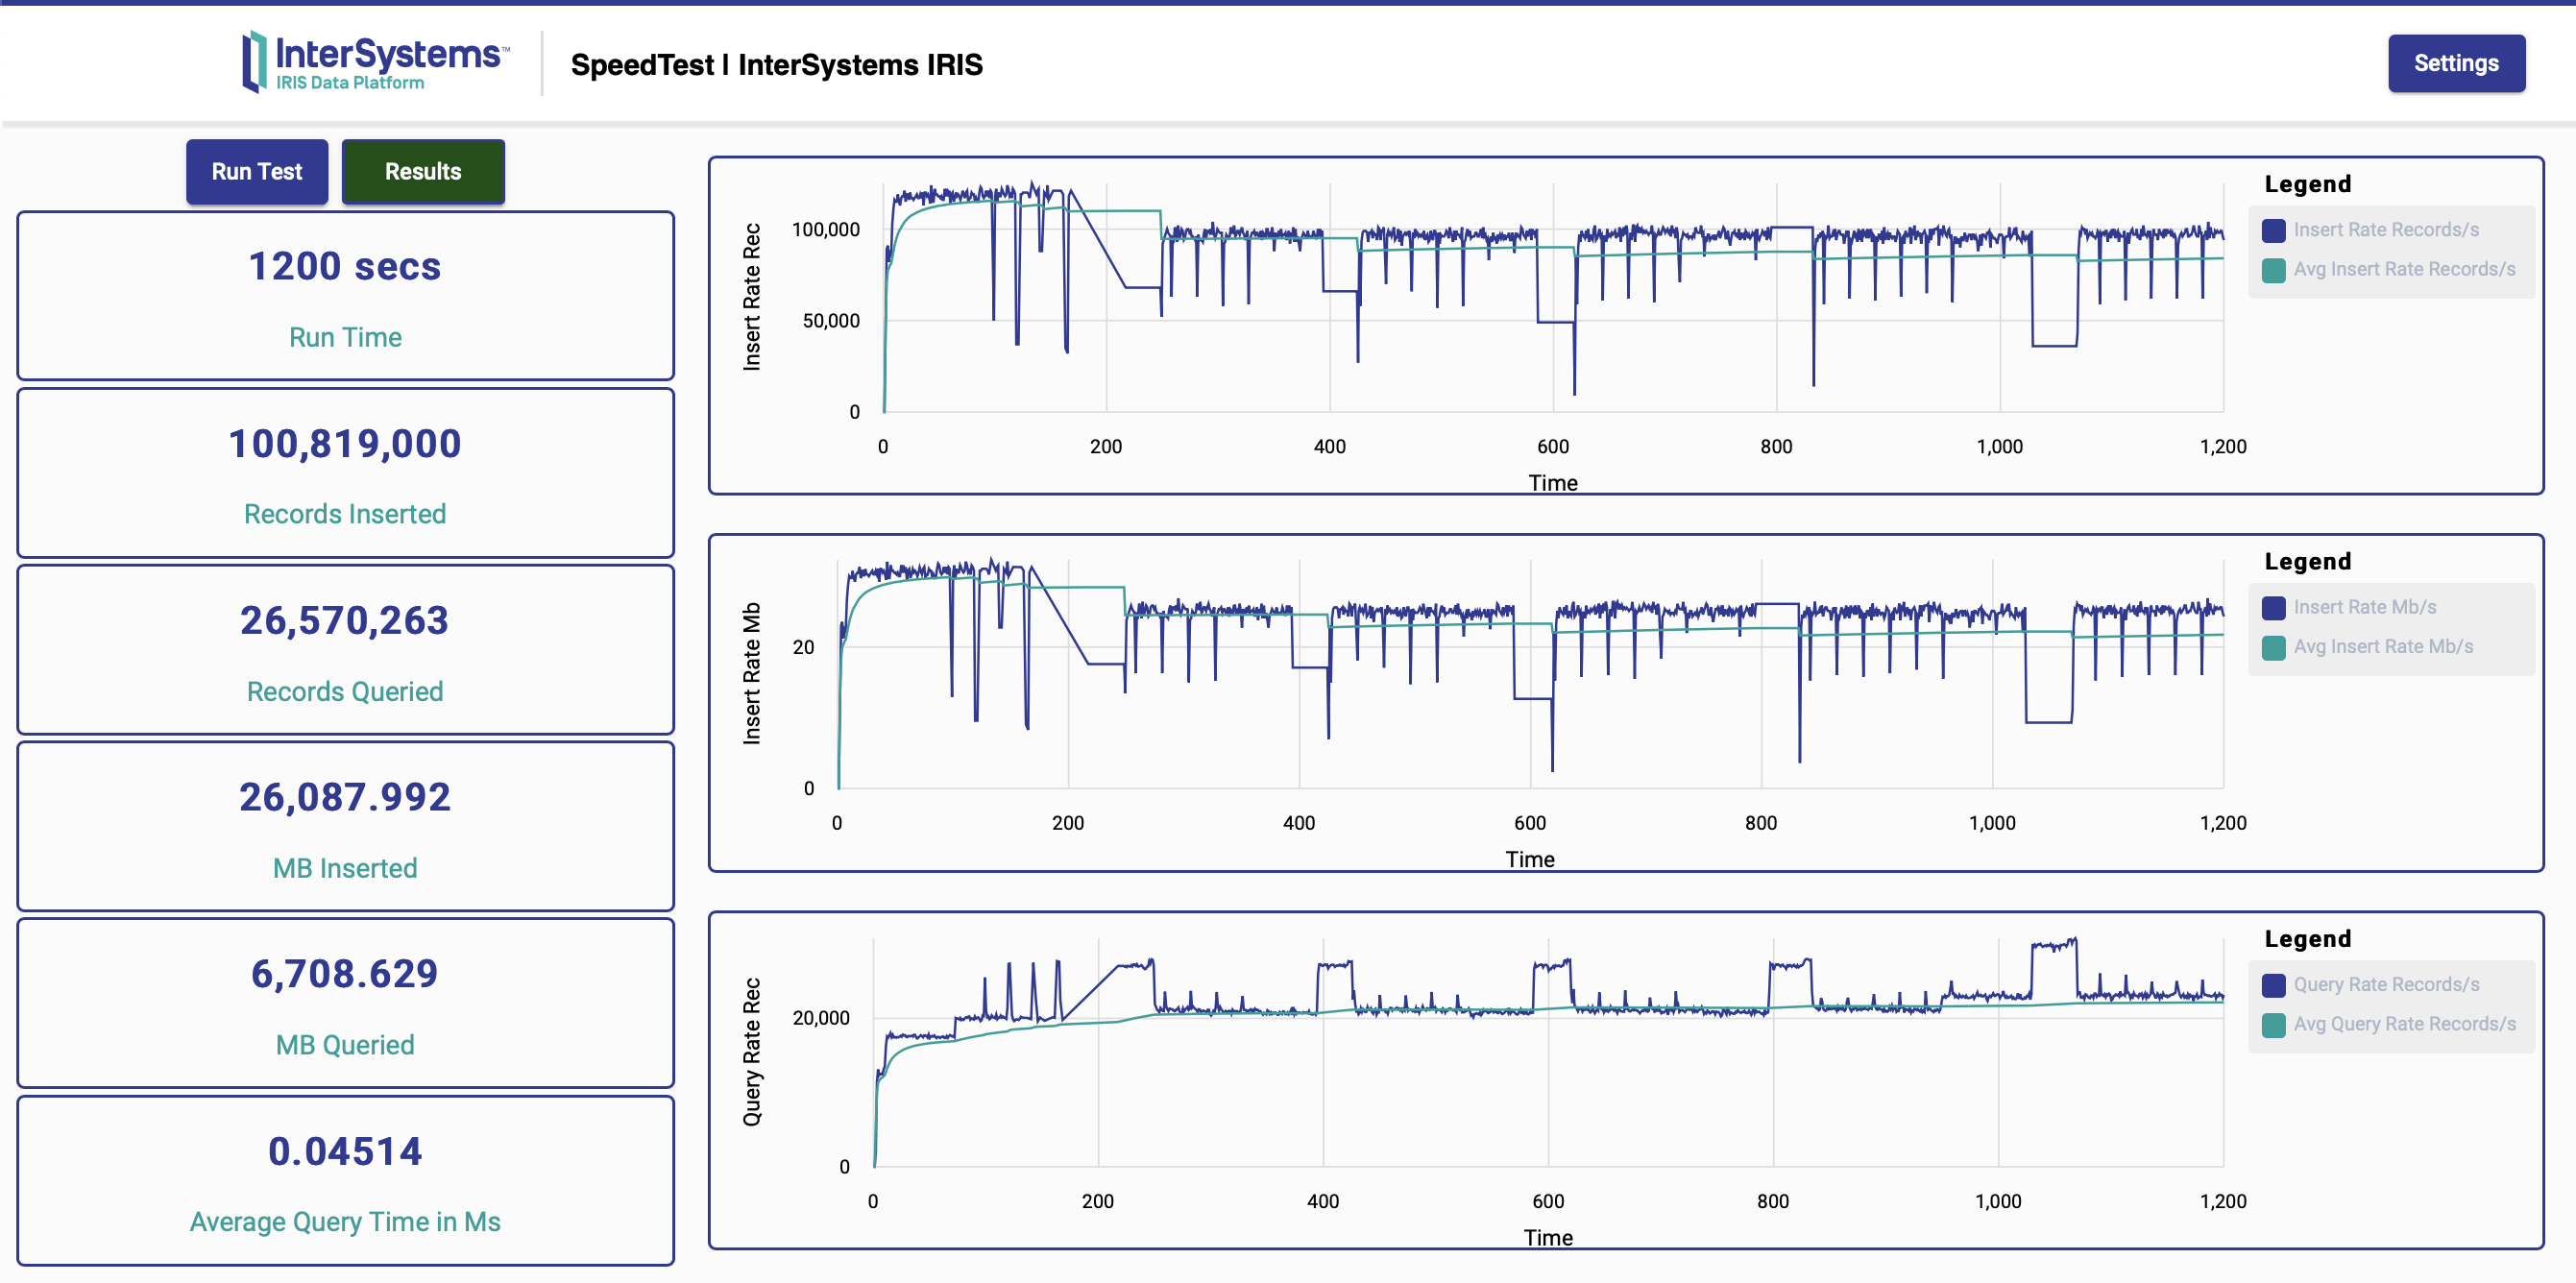 InterSystems™
IRIS Data Platform
SpeedTest | InterSystems IRIS
Settings
Run Test
Results
1200 secs
Run Time
100,819,000
Records Inserted
26,570,263
Records Queried
26,087.992
MB Inserted
6,708.629
MB Queried
0.04514
Average Query Time in Ms
Insert Rate Rec
100,000
50,000
0
0 200 400 600 800 1,000 1,200
Time
Legend
Insert Rate Records/s
Avg Insert Rate Records/s
Insert Rate Mb
20
0
0 200 400 600 800 1,000 1,200
Time
Legend
Insert Rate Mb/s
Avg Insert Rate Mb/s
Query Rate Rec
20,000
0
0 200 400 600 800 1,000 1,200
Time
Legend
Query Rate Records/s
Avg Query Rate Records/s